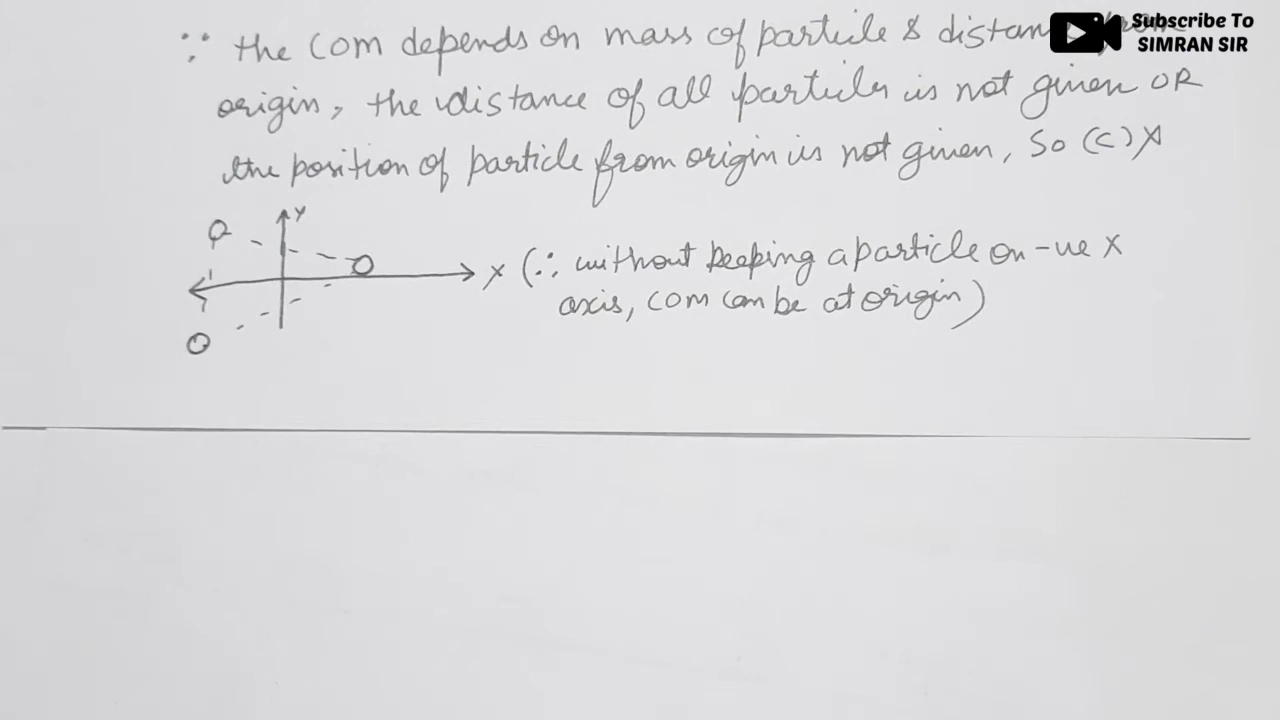 ∵ the COM depends on mass of particle & distance from
origin, the distance of all particles is not given OR
the position of particle from origin is not given, So (C) X
Y
X (∵ without keeping a particle on -ve X
axis, COM can be at origin)
Subscribe To
SIMRAN SIR